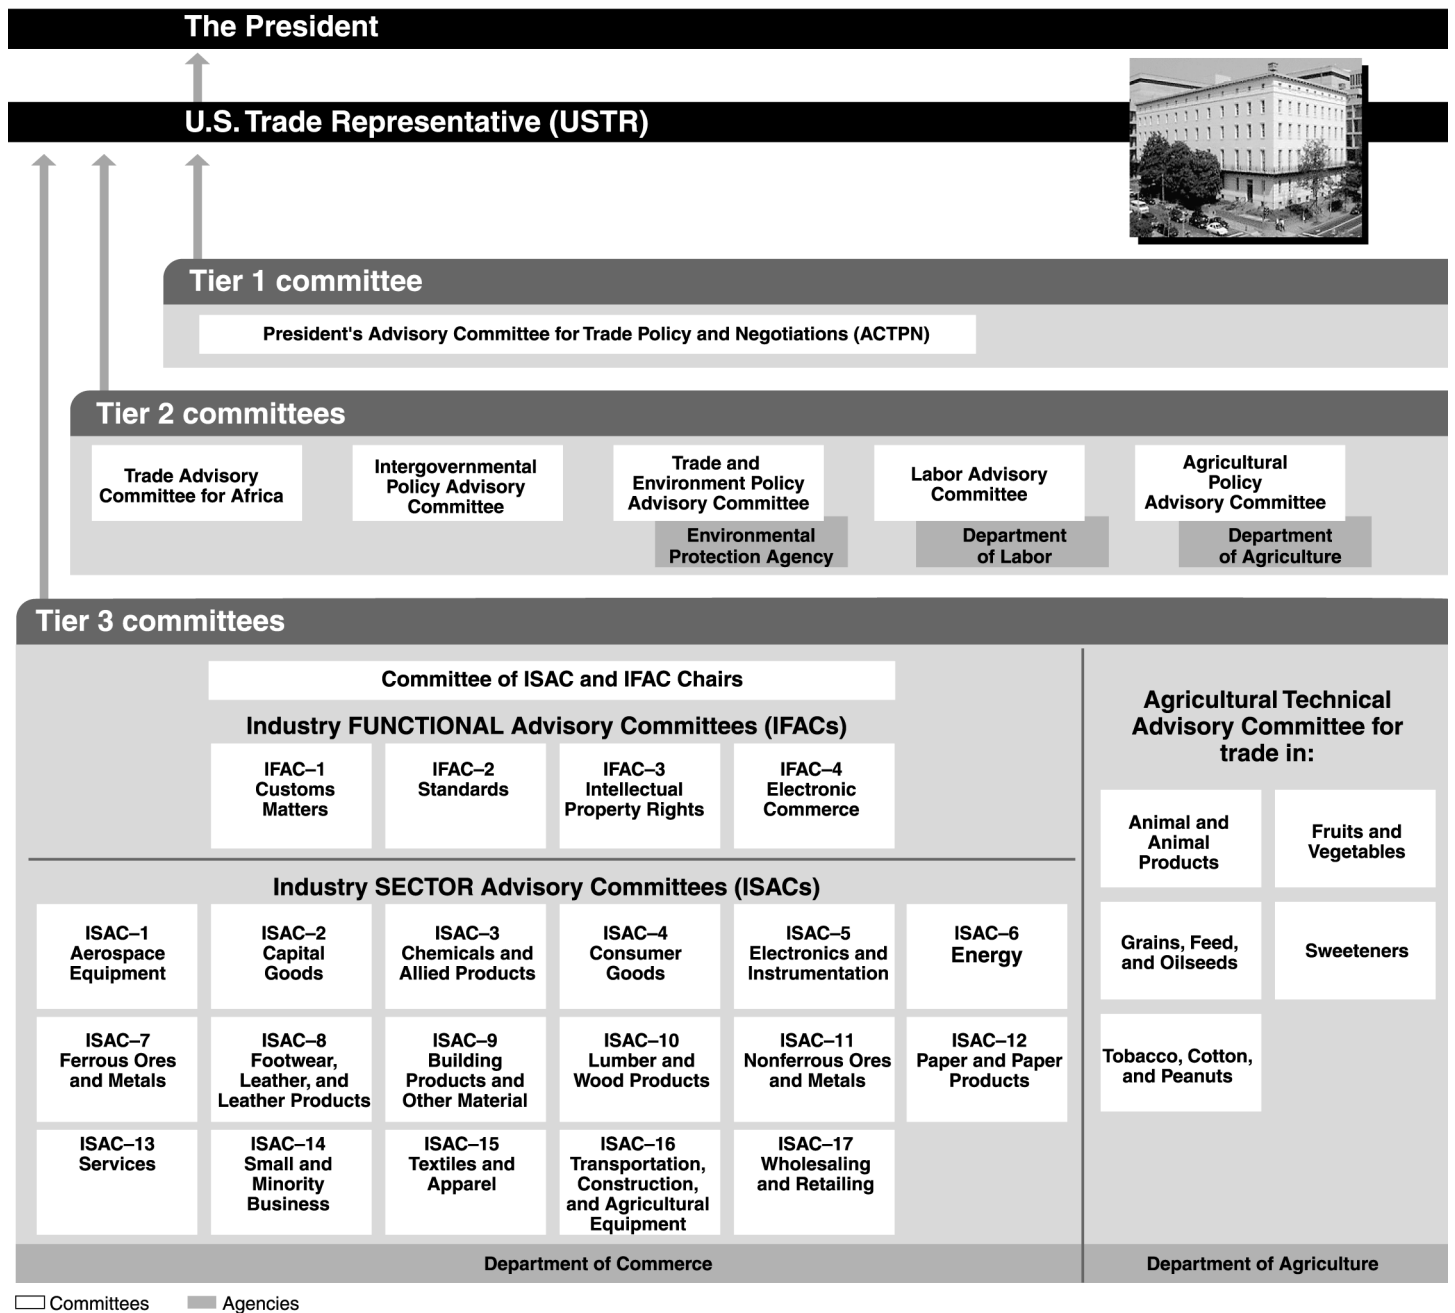 The President
U.S. Trade Representative (USTR)
Tier 1 committee
President's Advisory Committee for Trade Policy and Negotiations (ACTPN)
Tier 2 committees
Trade Advisory
Committee for Africa
Intergovernmental
Policy Advisory
Committee
Trade and
Environment Policy
Advisory Committee
Environmental
Protection Agency
Labor Advisory
Committee
Department
of Labor
Agricultural
Policy
Advisory Committee
Department
of Agriculture
Tier 3 committees
Committee of ISAC and IFAC Chairs
Industry FUNCTIONAL Advisory Committees (IFACs)
IFAC–1
Customs
Matters
IFAC–2
Standards
IFAC–3
Intellectual
Property Rights
IFAC–4
Electronic
Commerce
Industry SECTOR Advisory Committees (ISACs)
ISAC–1
Aerospace
Equipment
ISAC–2
Capital
Goods
ISAC–3
Chemicals and
Allied Products
ISAC–4
Consumer
Goods
ISAC–5
Electronics and
Instrumentation
ISAC–6
Energy
ISAC–7
Ferrous Ores
and Metals
ISAC–8
Footwear,
Leather, and
Leather Products
ISAC–9
Building
Products and
Other Material
ISAC–10
Lumber and
Wood Products
ISAC–11
Nonferrous Ores
and Metals
ISAC–12
Paper and Paper
Products
ISAC–13
Services
ISAC–14
Small and
Minority
Business
ISAC–15
Textiles and
Apparel
ISAC–16
Transportation,
Construction,
and Agricultural
Equipment
ISAC–17
Wholesaling
and Retailing
Department of Commerce
Agricultural Technical
Advisory Committee for
trade in:
Animal and
Animal
Products
Fruits and
Vegetables
Grains, Feed,
and Oilseeds
Sweeteners
Tobacco, Cotton,
and Peanuts
Department of Agriculture
Committees
Agencies